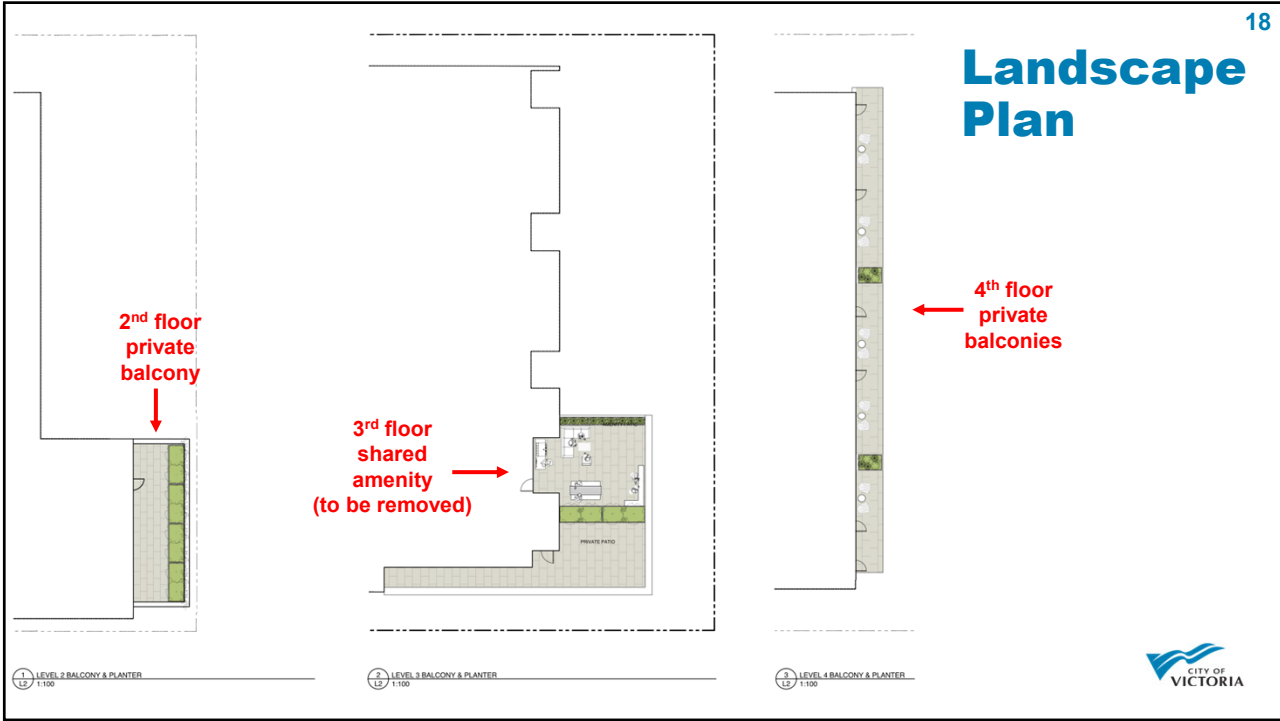 18
Landscape
Plan
2nd floor
private
balcony
3rd floor
shared
amenity
(to be removed)
PRIVATE PATIO
4th floor
private
balconies
1
L2
LEVEL 2 BALCONY & PLANTER
1:100
2
L2
LEVEL 3 BALCONY & PLANTER
1:100
3
L2
LEVEL 4 BALCONY & PLANTER
1:100
CITY OF
VICTORIA